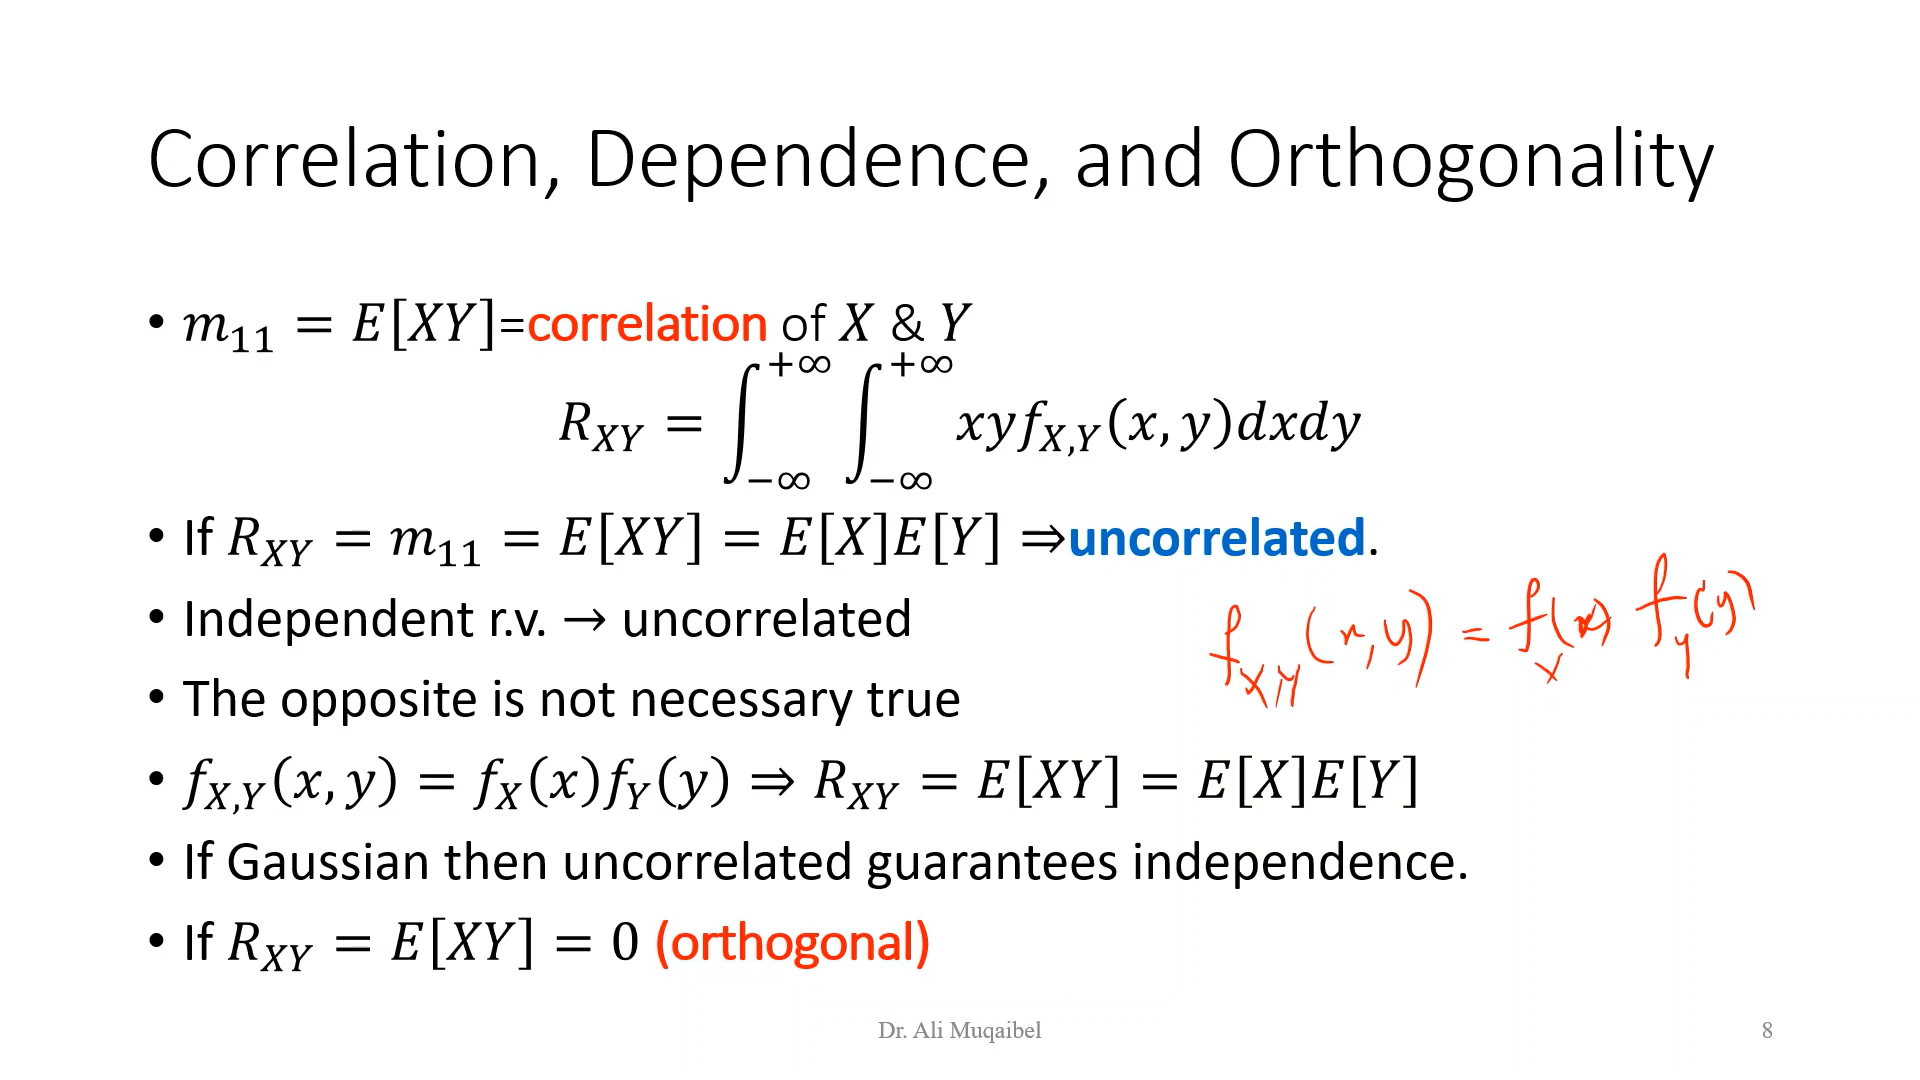 Correlation, Dependence, and Orthogonality
• m₁₁ = E[XY]=correlation of X & Y
R_XY = ∫_{−∞}^{+∞} ∫_{−∞}^{+∞} xyf_{X,Y}(x, y)dxdy
• If R_XY = m₁₁ = E[XY] = E[X]E[Y] ⇒uncorrelated.
• Independent r.v. → uncorrelated
f_{X,Y}(x,y) = f_X(x) f_Y(y)
• The opposite is not necessary true
• f_{X,Y}(x, y) = f_X(x)f_Y(y) ⇒ R_XY = E[XY] = E[X]E[Y]
• If Gaussian then uncorrelated guarantees independence.
• If R_XY = E[XY] = 0 (orthogonal)
Dr. Ali Muqaibel
8